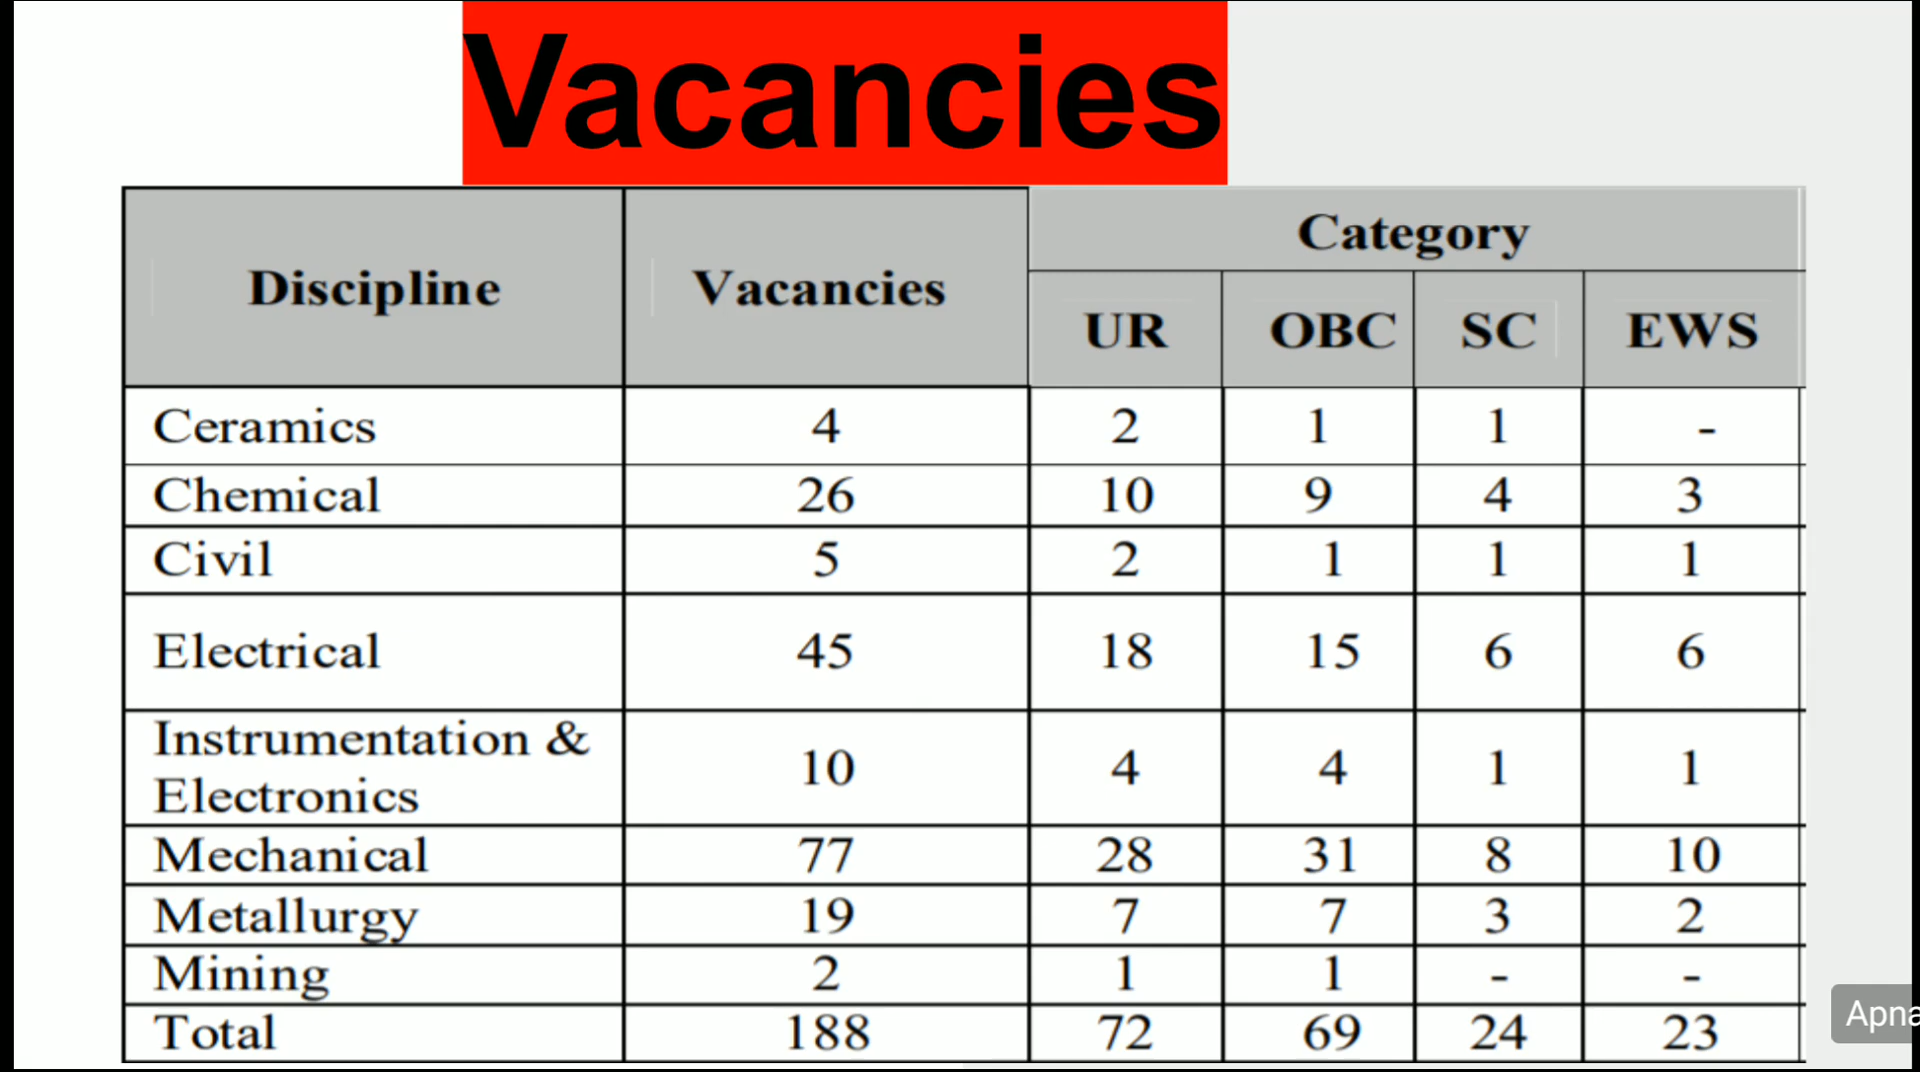 Vacancies
Discipline Vacancies Category
UR OBC SC EWS
Ceramics 4 2 1 1 -
Chemical 26 10 9 4 3
Civil 5 2 1 1 1
Electrical 45 18 15 6 6
Instrumentation &
Electronics 10 4 4 1 1
Mechanical 77 28 31 8 10
Metallurgy 19 7 7 3 2
Mining 2 1 1 - -
Total 188 72 69 24 23
Apna